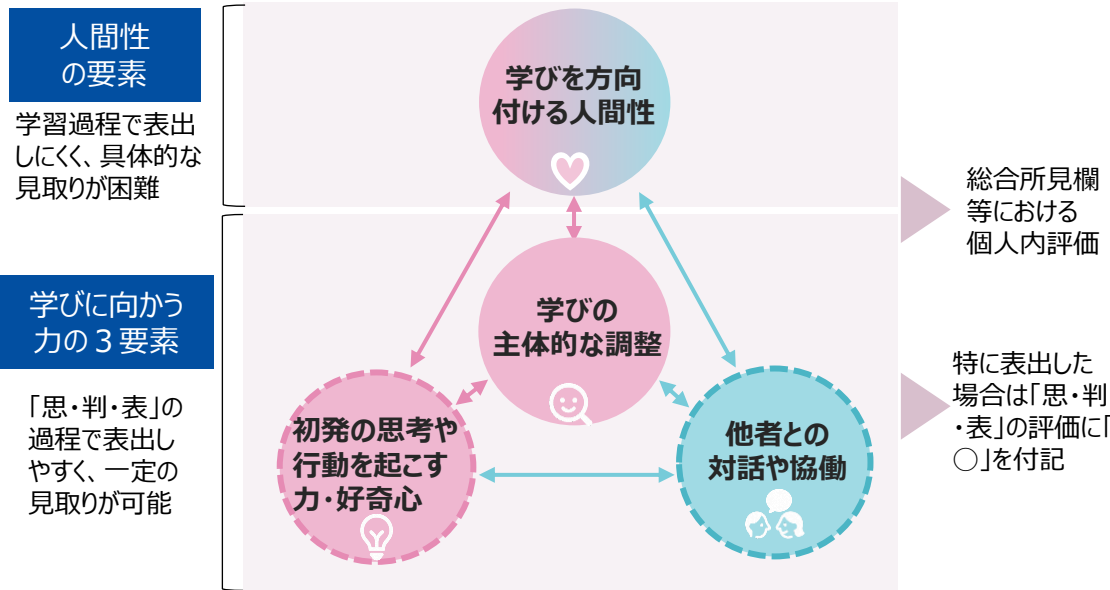 人間性
の要素
学習過程で表出
しにくく、具体的な
見取りが困難
学びを方向
付ける人間性
総合所見欄
等における
個人内評価
学びに向かう
力の３要素
「思・判・表」の
過程で表出し
やすく、一定の
見取りが可能
学びの
主体的な調整
初発の思考や
行動を起こす
力・好奇心
他者との
対話や協働
特に表出した
場合は「思・判
・表」の評価に「
○」を付記